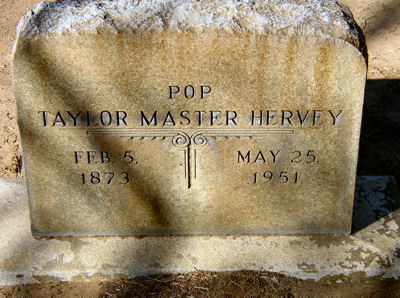 POP
TAYLOR MASTER HERVEY
FEB. 5, MAY 25,
1873 1951